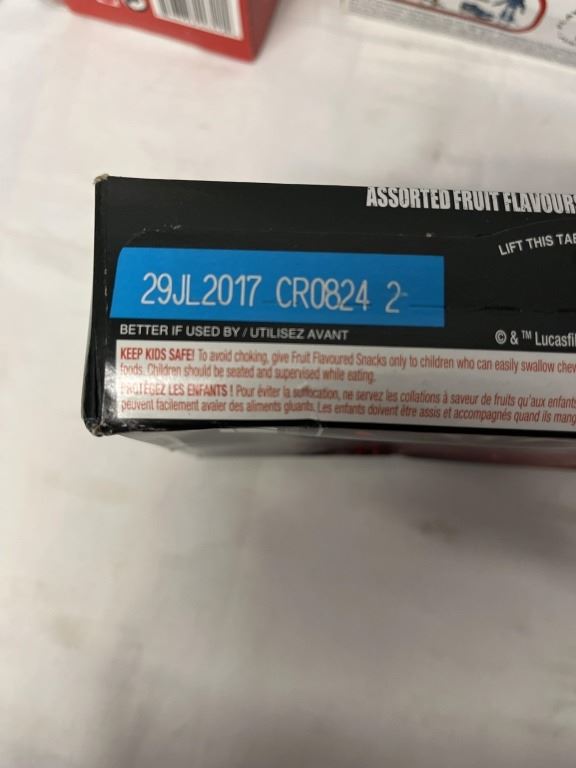 ASSORTED FRUIT FLAVOURS
LIFT THIS TAB
29JL2017 CR0824 2
BETTER IF USED BY / UTILISEZ AVANT
© & ™ Lucasfil
KEEP KIDS SAFE! To avoid choking, give Fruit Flavoured Snacks only to children who can easily swallow chew
foods. Children should be seated and supervised while eating.
PROTÉGEZ LES ENFANTS ! Pour éviter la suffocation, ne servez les collations à saveur de fruits qu'aux enfants
peuvent facilement avaler des aliments gluants. Les enfants doivent être assis et accompagnés quand ils mang